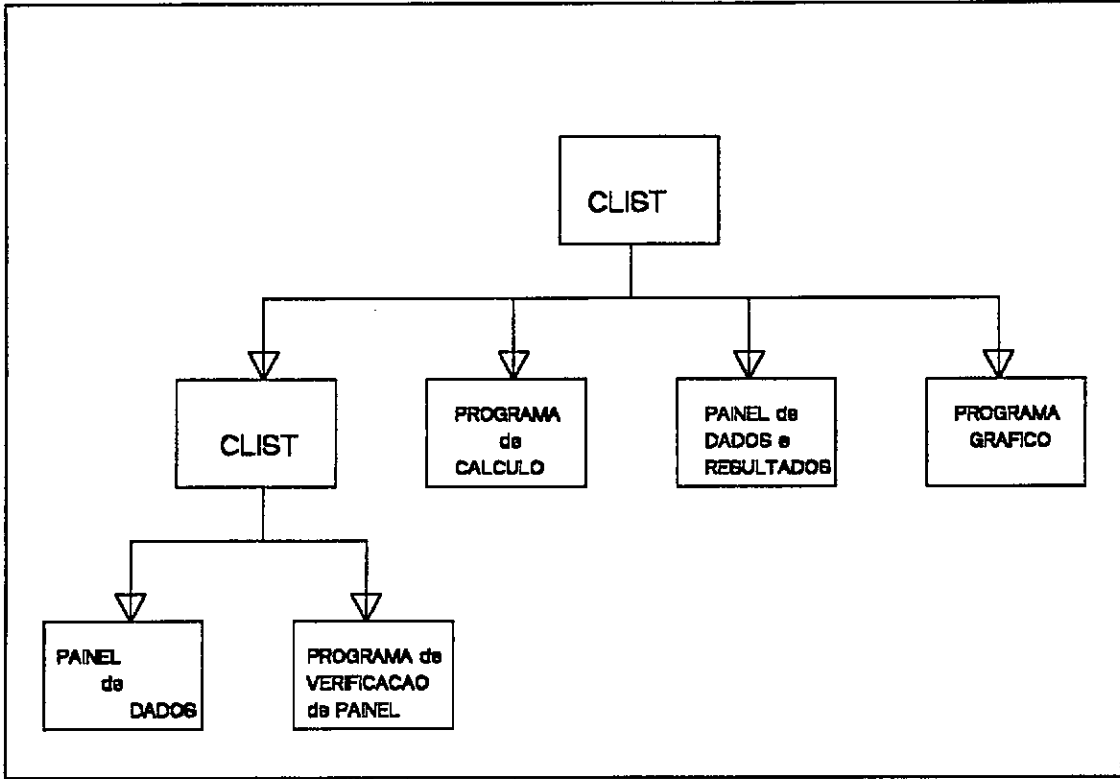 CLIST
CLIST
PROGRAMA
de
CALCULO
PAINEL de
DADOS e
RESULTADOS
PROGRAMA
GRAFICO
PAINEL
de
DADOS
PROGRAMA de
VERIFICACAO
de PAINEL